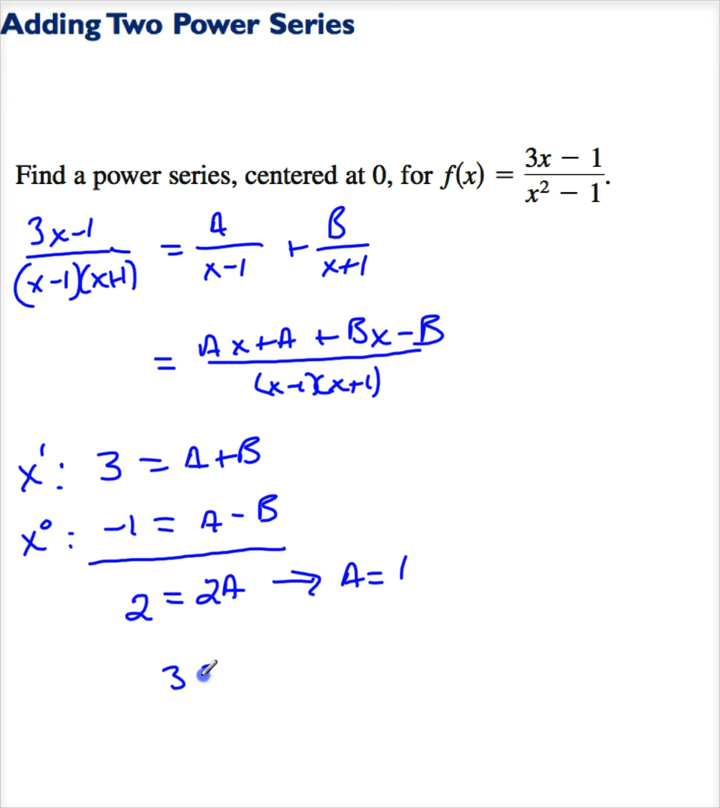 Adding Two Power Series
Find a power series, centered at 0, for f(x) = (3x − 1)/(x² − 1).
(3x-1)/((x-1)(x+1)) = A/(x-1) + B/(x+1)
= (Ax+A+Bx-B)/((x-1)(x+1))
x¹: 3 = A+B
x⁰: -1 = A-B
2 = 2A → A=1
3